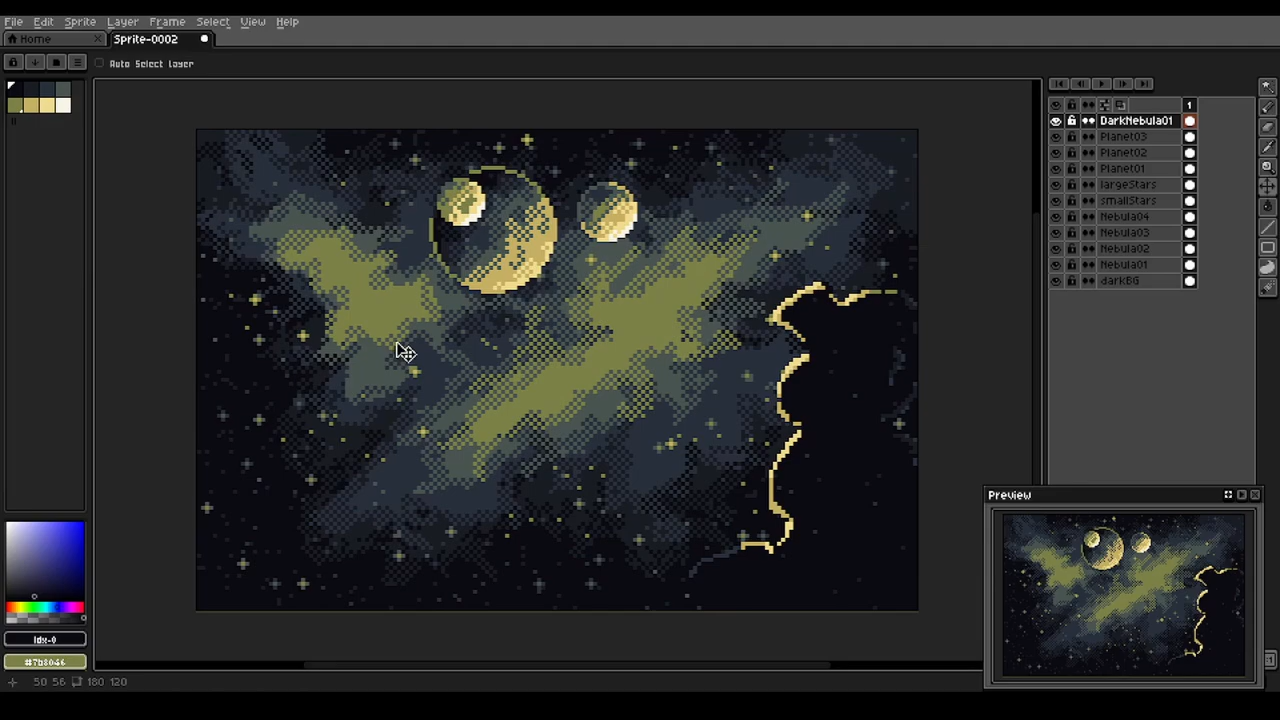 File Edit Sprite Layer Frame Select View Help
Home Sprite-0002
Auto Select layer
1
DarkNebula01
Planet03
Planet02
Planet01
largeStars
smallStars
Nebula04
Nebula03
Nebula02
Nebula01
darkBG
Preview
Idx-0
#7b8046
50 56 180 120